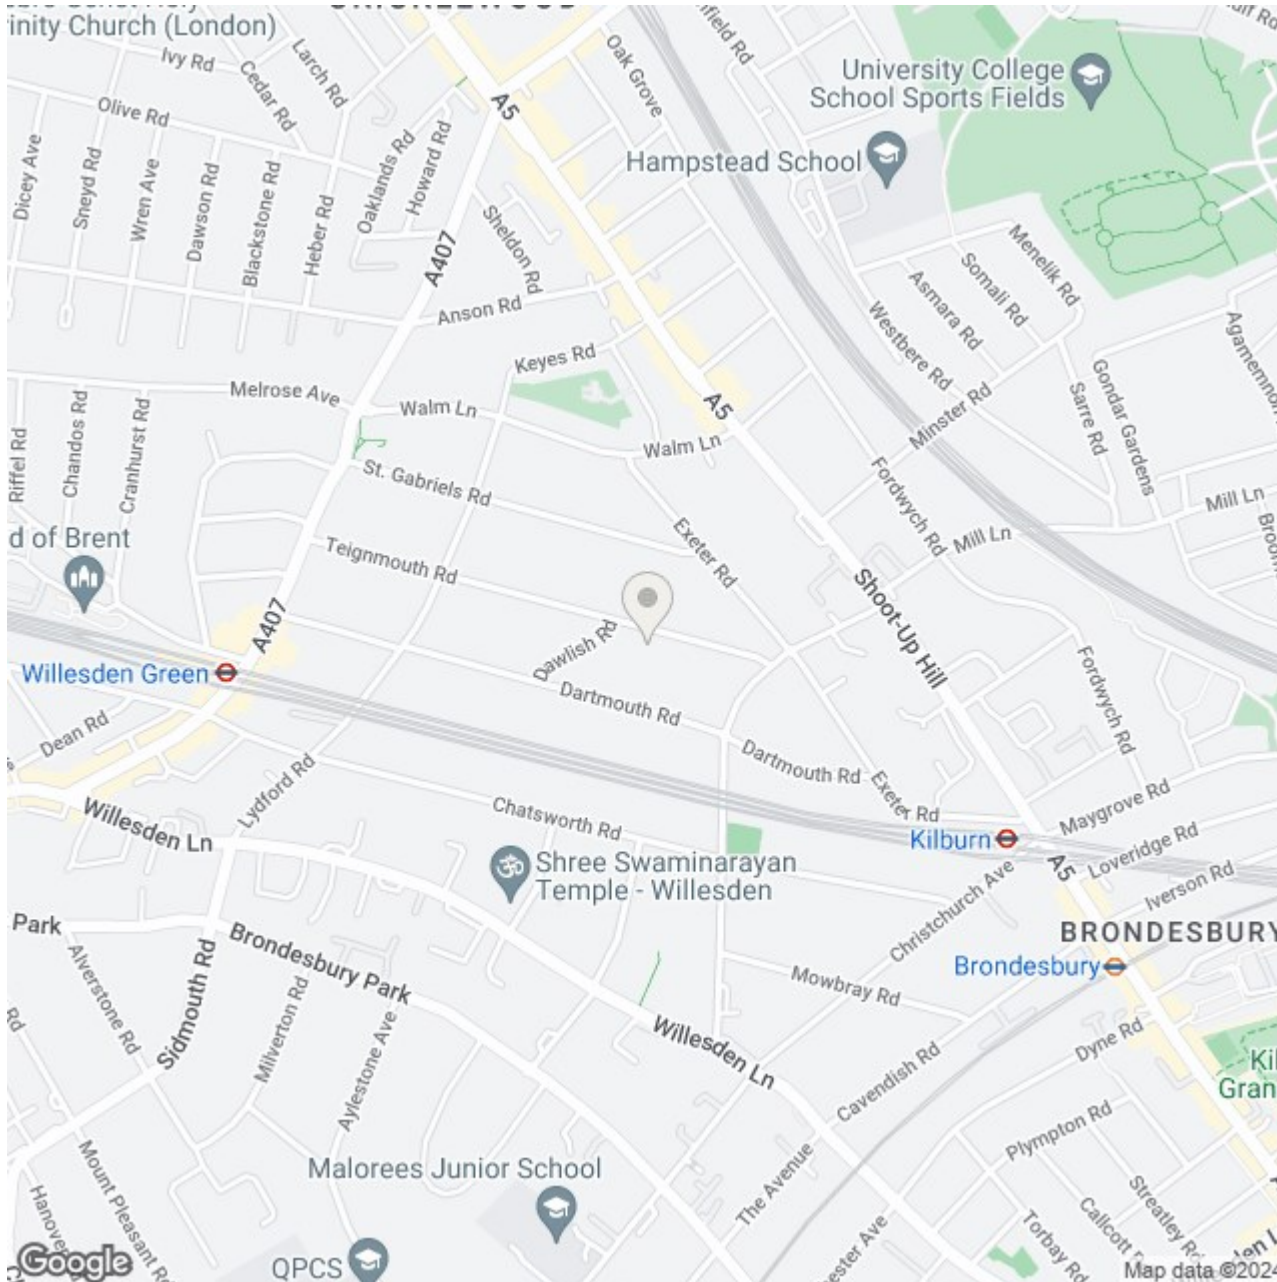 inity Church (London)
Ivy Rd
Larch Rd
Cedar Rd
Olive Rd
Oak Grove
University College
School Sports Fields
Hampstead School
A5
Dicey Ave
Sneyd Rd
Wren Ave
Dawson Rd
Blackstone Rd
Heber Rd
Oaklands Rd
Howard Rd
Sheldon Rd
A407
Anson Rd
Menelik Rd
Somali Rd
Asmara Rd
Westbere Rd
Keyes Rd
Melrose Ave
Walm Ln
A5
Walm Ln
Minster Rd
Sarre Rd
Gondar Gardens
Riffel Rd
Chandos Rd
Cranhurst Rd
St. Gabriels Rd
Exeter Rd
Fordwych Rd
Mill Ln
Mill Ln
d of Brent
Teignmouth Rd
Shoot-Up Hill
A407
Dawlish Rd
Willesden Green
Dartmouth Rd
Fordwych Rd
Dean Rd
Lydford Rd
Dartmouth Rd
Exeter Rd
Maygrove Rd
Willesden Ln
Chatsworth Rd
Kilburn
A5
Loveridge Rd
Iverson Rd
Shree Swaminarayan
Temple - Willesden
Christchurch Ave
Park
BRONDESBURY
Brondesbury Park
Brondesbury
Alverstone Rd
Sidmouth Rd
Milverton Rd
Aylestone Ave
Mowbray Rd
Rd
Willesden Ln
Cavendish Rd
Dyne Rd
Kil
Gran
Plympton Rd
Malorees Junior School
The Avenue
Mount Pleasant Rd
Streatley Rd
Callcott
Torbay Rd
Google
QPCS
Map data ©2024